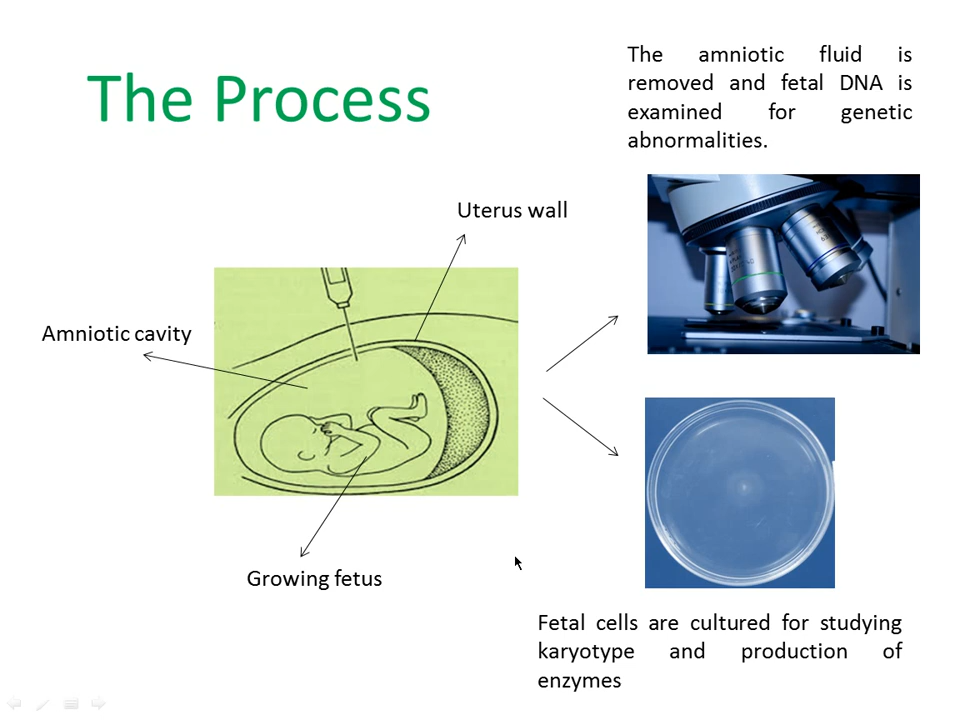 The Process
The amniotic fluid is
removed and fetal DNA is
examined for genetic
abnormalities.
Uterus wall
Amniotic cavity
Growing fetus
Fetal cells are cultured for studying
karyotype and production of
enzymes